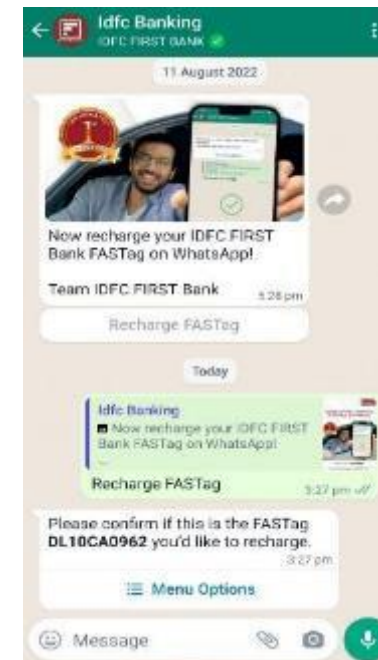 Idfc Banking
IDFC FIRST BANK
11 August 2022
1st
Now recharge your IDFC FIRST
Bank FASTag on WhatsApp!
Team IDFC FIRST Bank
5:28 pm
Recharge FASTag
Today
Idfc Banking
Now recharge your IDFC FIRST
Bank FASTag on WhatsApp!
...
Recharge FASTag
3:27 pm
Please confirm if this is the FASTag
DL10CA0962 you'd like to recharge.
3:27 pm
Menu Options
Message